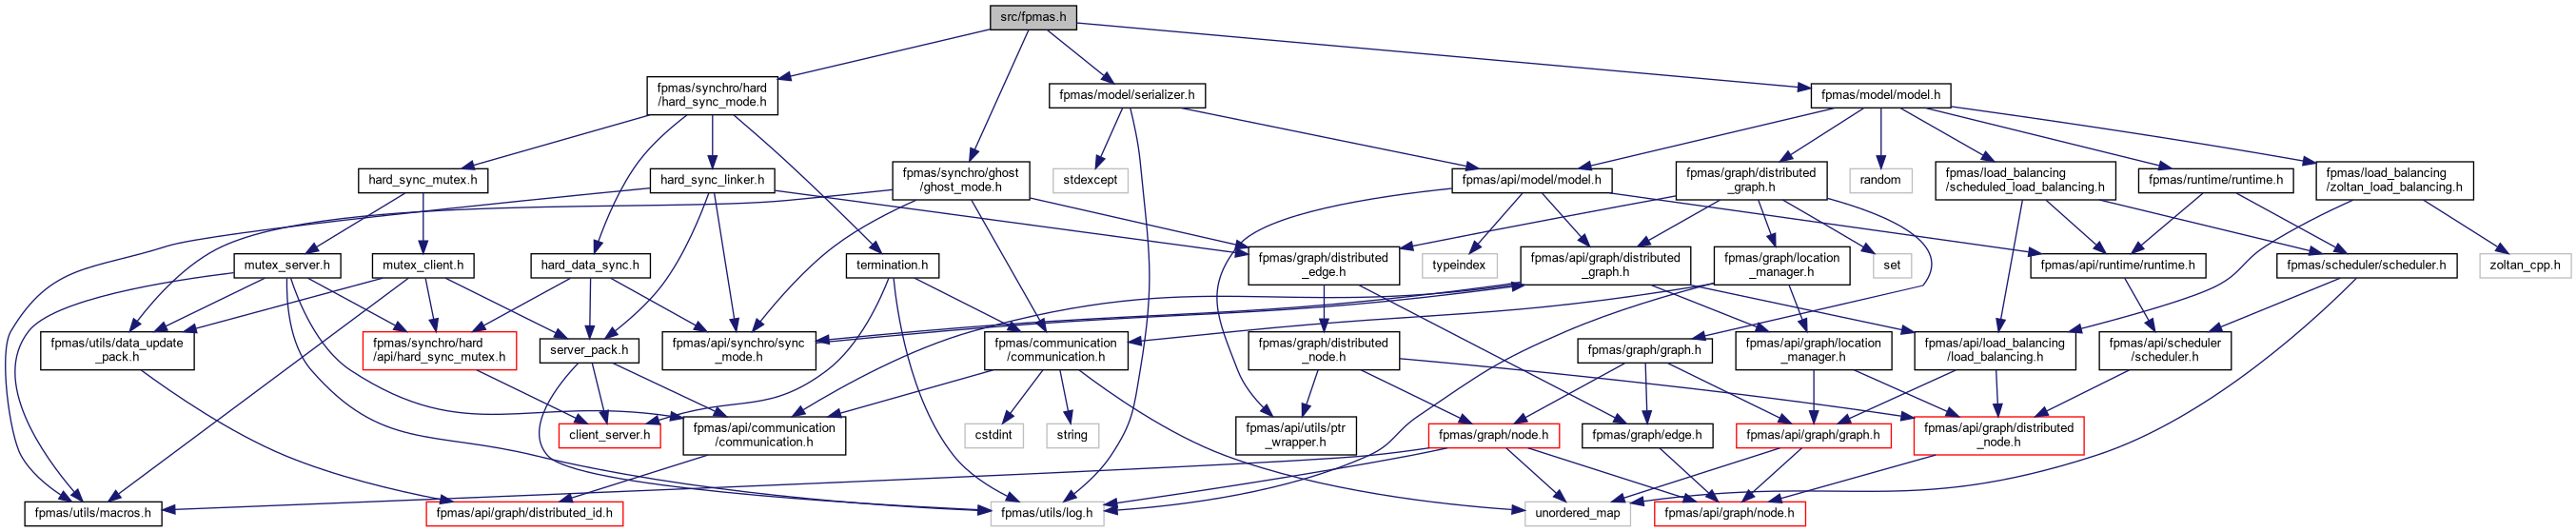 src/fpmas.h
fpmas/synchro/hard
/hard_sync_mode.h
fpmas/model/serializer.h
fpmas/model/model.h
hard_sync_mutex.h
hard_sync_linker.h
fpmas/synchro/ghost
/ghost_mode.h
stdexcept
fpmas/api/model/model.h
fpmas/graph/distributed
_graph.h
random
fpmas/load_balancing
/scheduled_load_balancing.h
fpmas/runtime/runtime.h
fpmas/load_balancing
/zoltan_load_balancing.h
mutex_server.h
mutex_client.h
hard_data_sync.h
termination.h
fpmas/graph/distributed
_edge.h
typeindex
fpmas/api/graph/distributed
_graph.h
fpmas/graph/location
_manager.h
set
fpmas/api/runtime/runtime.h
fpmas/scheduler/scheduler.h
zoltan_cpp.h
fpmas/utils/data_update
_pack.h
fpmas/synchro/hard
/api/hard_sync_mutex.h
server_pack.h
fpmas/api/synchro/sync
_mode.h
fpmas/communication
/communication.h
fpmas/graph/distributed
_node.h
fpmas/graph/graph.h
fpmas/api/graph/location
_manager.h
fpmas/api/load_balancing
/load_balancing.h
fpmas/api/scheduler
/scheduler.h
client_server.h
fpmas/api/communication
/communication.h
cstdint
string
fpmas/api/utils/ptr
_wrapper.h
fpmas/graph/node.h
fpmas/graph/edge.h
fpmas/api/graph/graph.h
fpmas/api/graph/distributed
_node.h
fpmas/utils/macros.h
fpmas/api/graph/distributed_id.h
fpmas/utils/log.h
unordered_map
fpmas/api/graph/node.h